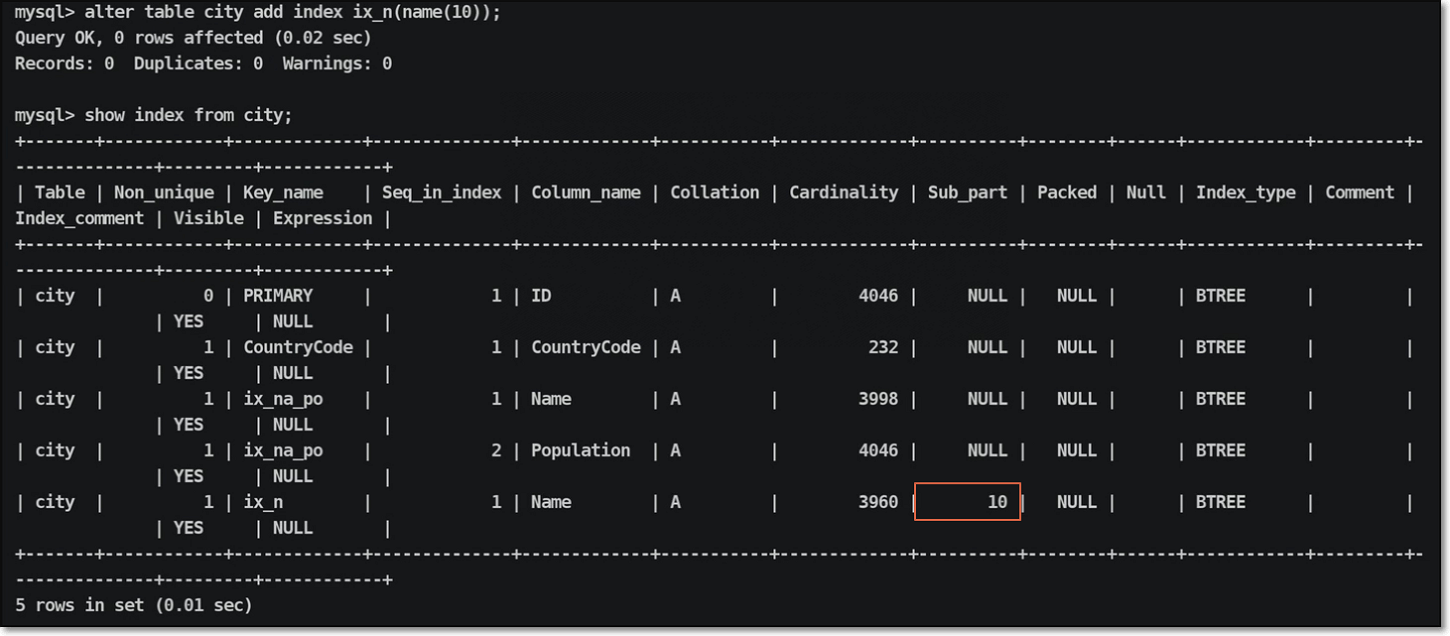 mysql> alter table city add index ix_n(name(10));
Query OK, 0 rows affected (0.02 sec)
Records: 0  Duplicates: 0  Warnings: 0
mysql> show index from city;
+-------+------------+-------------+--------------+-------------+-----------+-------------+----------+--------+------+------------+---------+-
--------------+---------+------------+
| Table | Non_unique | Key_name    | Seq_in_index | Column_name | Collation | Cardinality | Sub_part | Packed | Null | Index_type | Comment |
Index_comment | Visible | Expression |
+-------+------------+-------------+--------------+-------------+-----------+-------------+----------+--------+------+------------+---------+-
--------------+---------+------------+
| city  |          0 | PRIMARY     |            1 | ID          | A         |        4046 |     NULL |   NULL |      | BTREE      |         |
              | YES     | NULL       |
| city  |          1 | CountryCode |            1 | CountryCode | A         |         232 |     NULL |   NULL |      | BTREE      |         |
              | YES     | NULL       |
| city  |          1 | ix_na_po    |            1 | Name        | A         |        3998 |     NULL |   NULL |      | BTREE      |         |
              | YES     | NULL       |
| city  |          1 | ix_na_po    |            2 | Population  | A         |        4046 |     NULL |   NULL |      | BTREE      |         |
              | YES     | NULL       |
| city  |          1 | ix_n        |            1 | Name        | A         |        3960 |       10 |   NULL |      | BTREE      |         |
              | YES     | NULL       |
+-------+------------+-------------+--------------+-------------+-----------+-------------+----------+--------+------+------------+---------+-
--------------+---------+------------+
5 rows in set (0.01 sec)